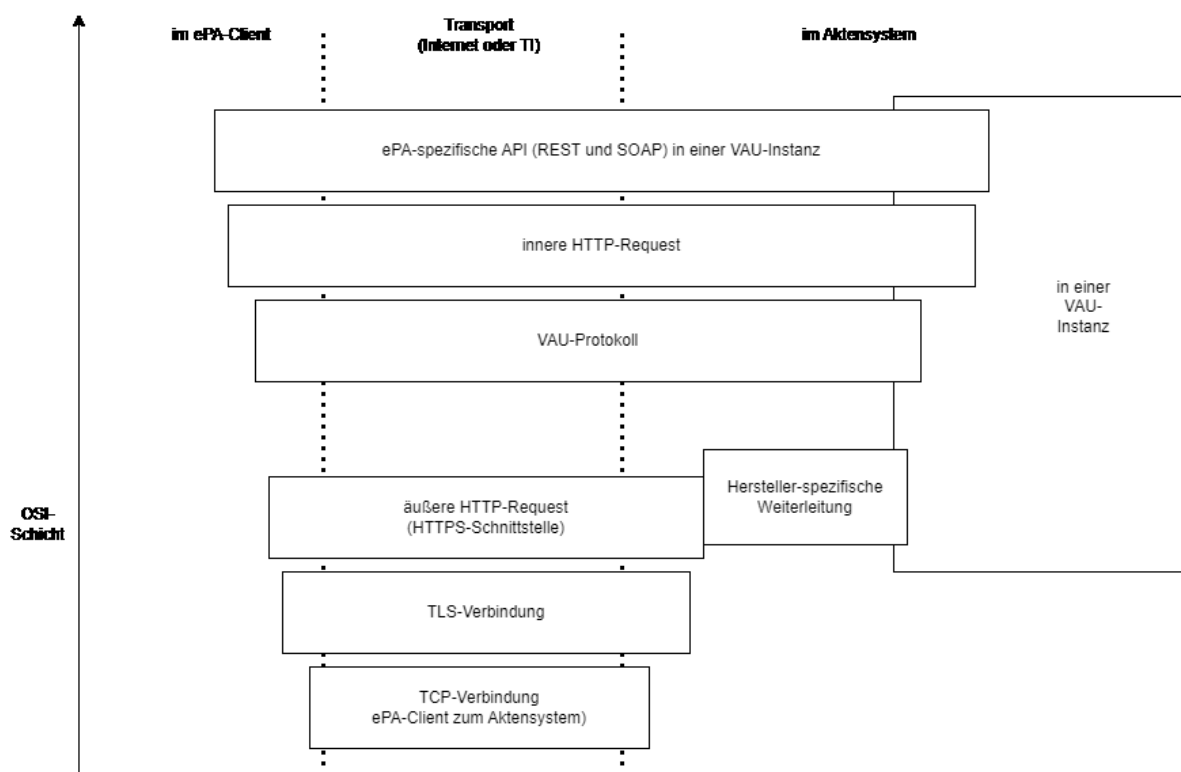 im ePA-Client
Transport
(Internet oder TI)
im Aktensystem
ePA-spezifische API (REST und SOAP) in einer VAU-Instanz
innere HTTP-Request
in einer
VAU-
Instanz
VAU-Protokoll
Hersteller-spezifische
Weiterleitung
äußere HTTP-Request
(HTTPS-Schnittstelle)
OSI-
Schicht
TLS-Verbindung
TCP-Verbindung
ePA-Client zum Aktensystem)